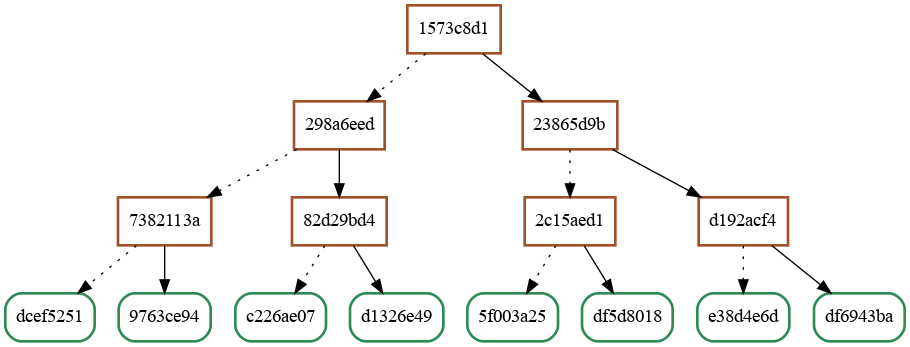 1573c8d1
298a6eed
23865d9b
7382113a
82d29bd4
2c15aed1
d192acf4
dcef5251
9763ce94
c226ae07
d1326e49
5f003a25
df5d8018
e38d4e6d
df6943ba